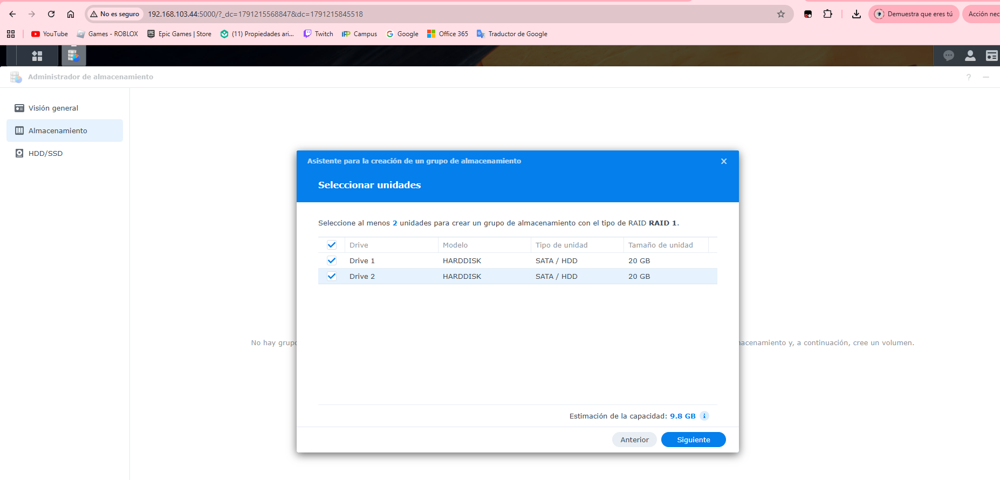 No es seguro 192.168.103.44:5000/?_dc=1791215568847&dc=1791215845518 Demuestra que eres tú Acción nec
YouTube Games - ROBLOX EPIC GAMES Epic Games | Store (11) Propiedades ari... Twitch IPP Campus Google Office 365 Traductor de Google
Administrador de almacenamiento ?
Visión general
Almacenamiento
HDD/SSD
Asistente para la creación de un grupo de almacenamiento
Seleccionar unidades
Seleccione al menos 2 unidades para crear un grupo de almacenamiento con el tipo de RAID RAID 1.
Drive Modelo Tipo de unidad Tamaño de unidad
Drive 1 HARDDISK SATA / HDD 20 GB
Drive 2 HARDDISK SATA / HDD 20 GB
No hay grupo macenamiento y, a continuación, cree un volumen.
Estimación de la capacidad: 9.8 GB i
Anterior Siguiente